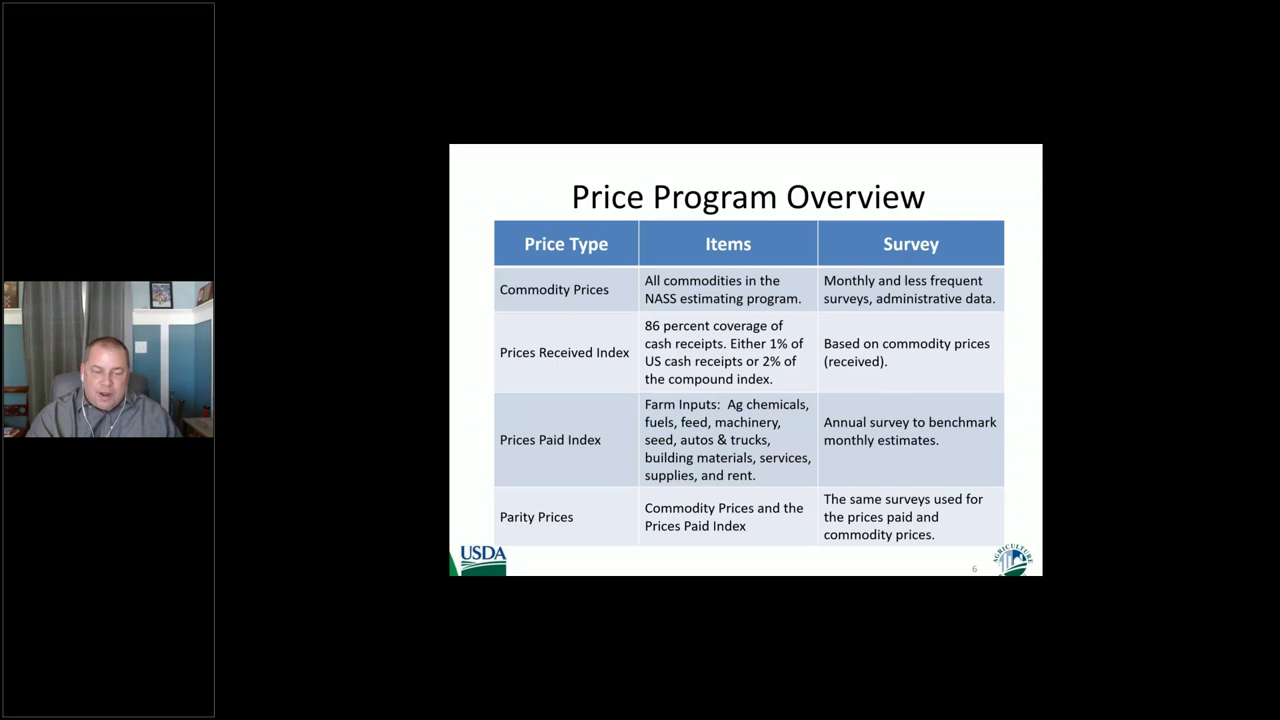 Price Program Overview
Price Type
Items
Survey
Commodity Prices
All commodities in the
NASS estimating program.
Monthly and less frequent
surveys, administrative data.
Prices Received Index
86 percent coverage of
cash receipts. Either 1% of
US cash receipts or 2% of
the compound index.
Based on commodity prices
(received).
Prices Paid Index
Farm Inputs: Ag chemicals,
fuels, feed, machinery,
seed, autos & trucks,
building materials, services,
supplies, and rent.
Annual survey to benchmark
monthly estimates.
Parity Prices
Commodity Prices and the
Prices Paid Index
The same surveys used for
the prices paid and
commodity prices.
USDA
AGRICULTURE
6